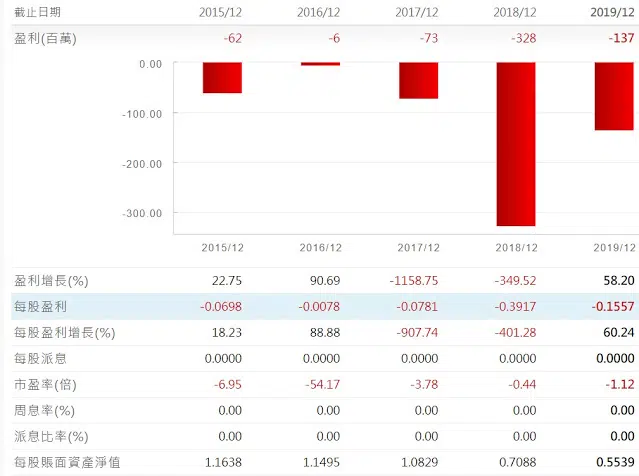 截止日期 2015/12 2016/12 2017/12 2018/12 2019/12
盈利(百萬) -62 -6 -73 -328 -137
0.00
-100.00
-200.00
-300.00
2015/12 2016/12 2017/12 2018/12 2019/12
盈利增長(%) 22.75 90.69 -1158.75 -349.52 58.20
每股盈利 -0.0698 -0.0078 -0.0781 -0.3917 -0.1557
每股盈利增長(%) 18.23 88.88 -907.74 -401.28 60.24
每股派息 0.0000 0.0000 0.0000 0.0000 0.0000
市盈率(倍) -6.95 -54.17 -3.78 -0.44 -1.12
周息率(%) 0.00 0.00 0.00 0.00 0.00
派息比率(%) 0.00 0.00 0.00 0.00 0.00
每股賬面資產淨值 1.1638 1.1495 1.0829 0.7088 0.5539